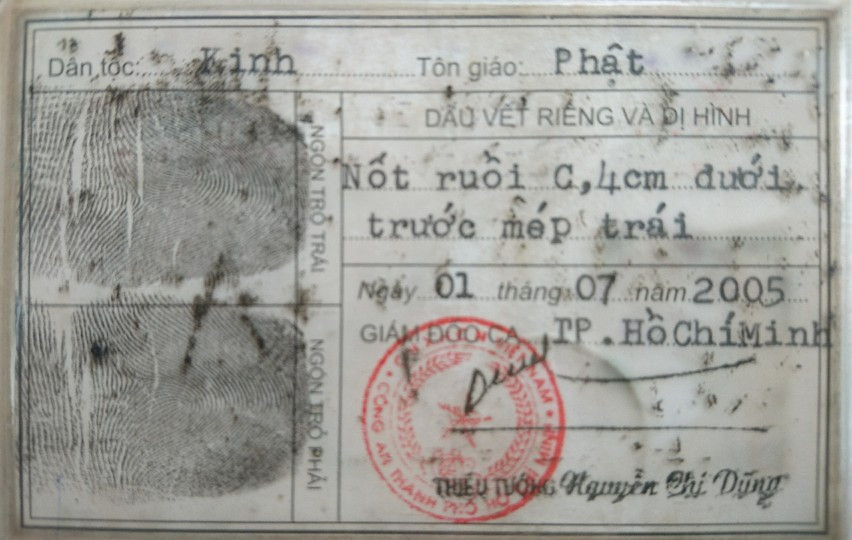 Dân tộc: Kinh Tôn giáo: Phật
NGÓN TRỎ TRÁI
NGÓN TRỎ PHẢI
DẤU VẾT RIÊNG VÀ DỊ HÌNH
Nốt ruồi C,4cm dưới
trước mép trái
Ngày 01 tháng 07 năm 2005
GIÁM ĐỐC CA TP.HồChíMinh
CÔNG AN THÀNH PHỐ HỒ MINH
THIẾU TƯỚNG Nguyễn Chí Dũng